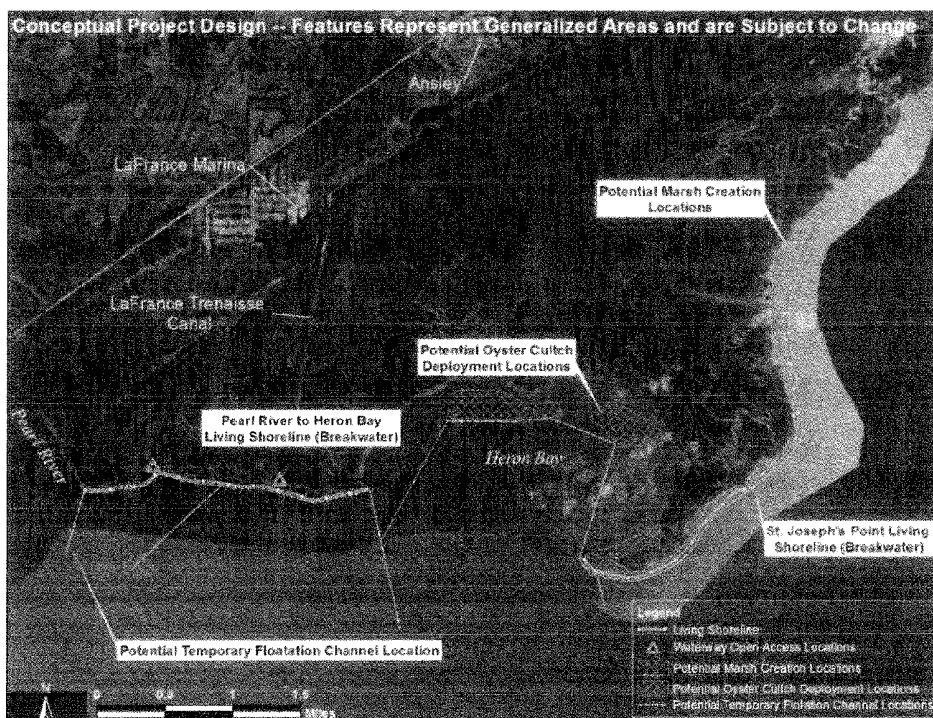 Conceptual Project Design -- Features Represent Generalized Areas and are Subject to Change
Ansley
LaFrance Marina
Potential Marsh Creation
Locations
LaFrance Trenaisse
Canal
Potential Oyster Cultch
Deployment Locations
Pearl River
Pearl River to Heron Bay
Living Shoreline (Breakwater)
Heron Bay
St. Joseph's Point Living
Shoreline (Breakwater)
Potential Temporary Floatation Channel Location
Legend
Living Shoreline
Waterway Open Access Locations
Potential Marsh Creation Locations
Potential Oyster Cultch Deployment Locations
Potential Temporary Flotation Channel Locations
N
0 0.5 1 1.5
Miles